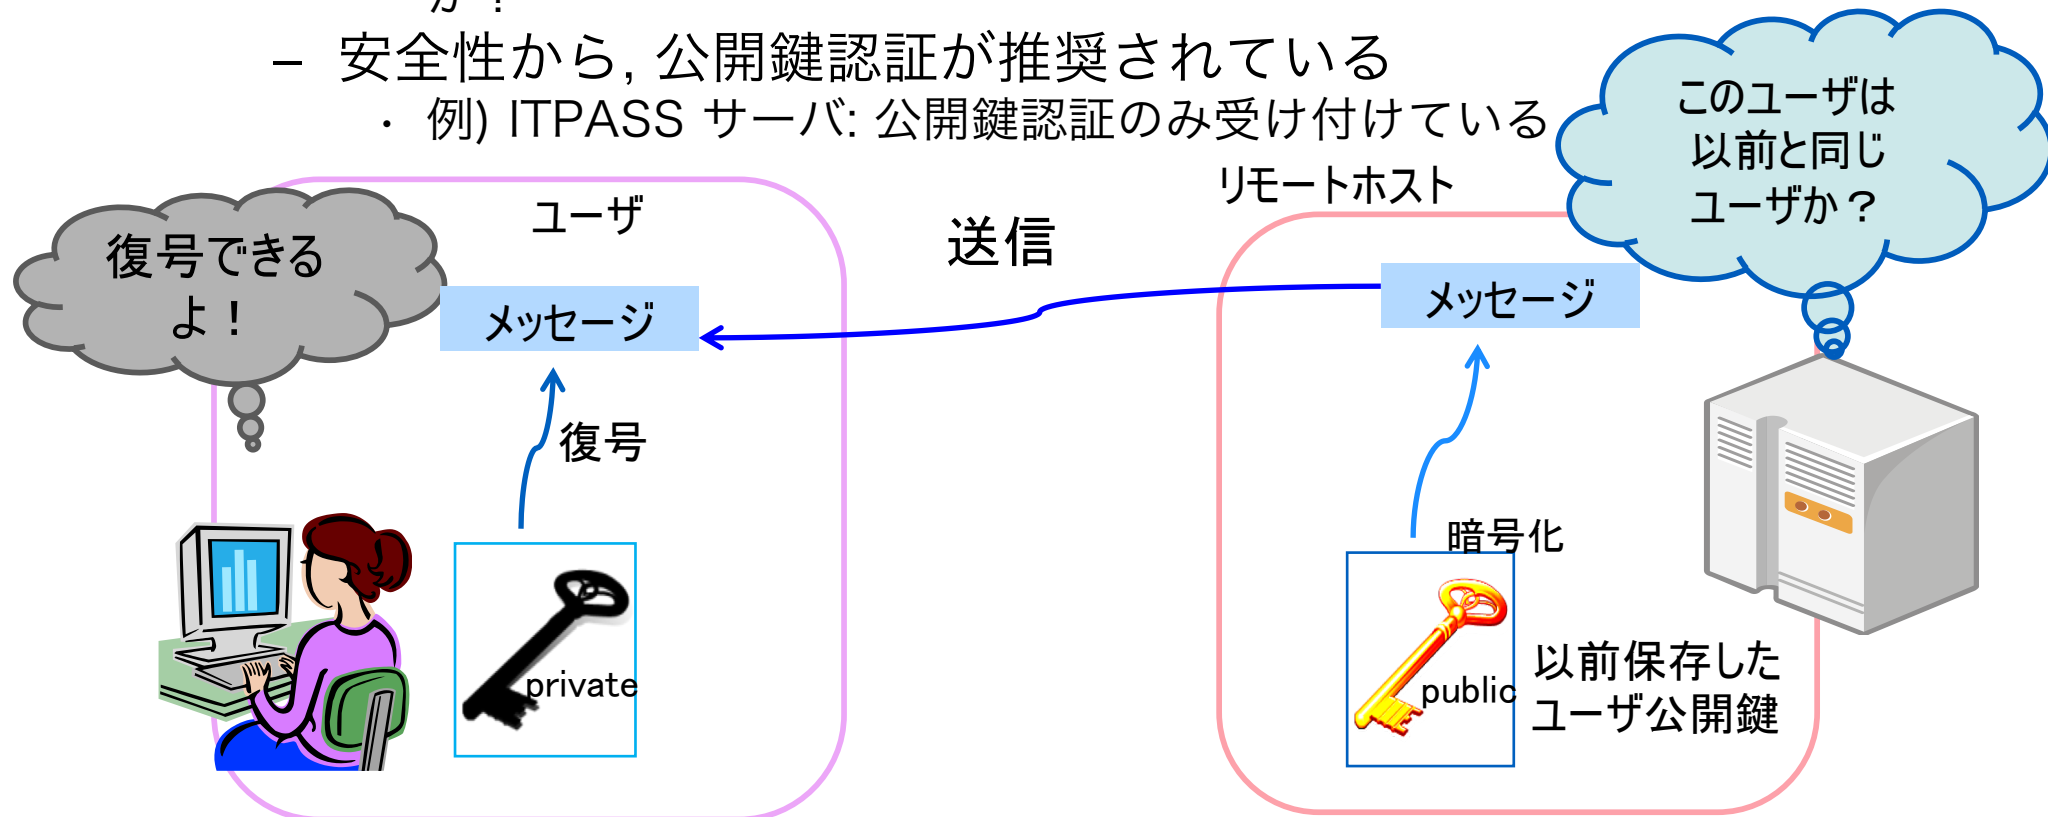 – 安全性から, 公開鍵認証が推奨されている
・ 例) ITPASS サーバ: 公開鍵認証のみ受け付けている
このユーザは
以前と同じ
ユーザか？
リモートホスト
ユーザ
送信
復号できる
よ！
メッセージ
メッセージ
復号
暗号化
private
public
以前保存した
ユーザ公開鍵